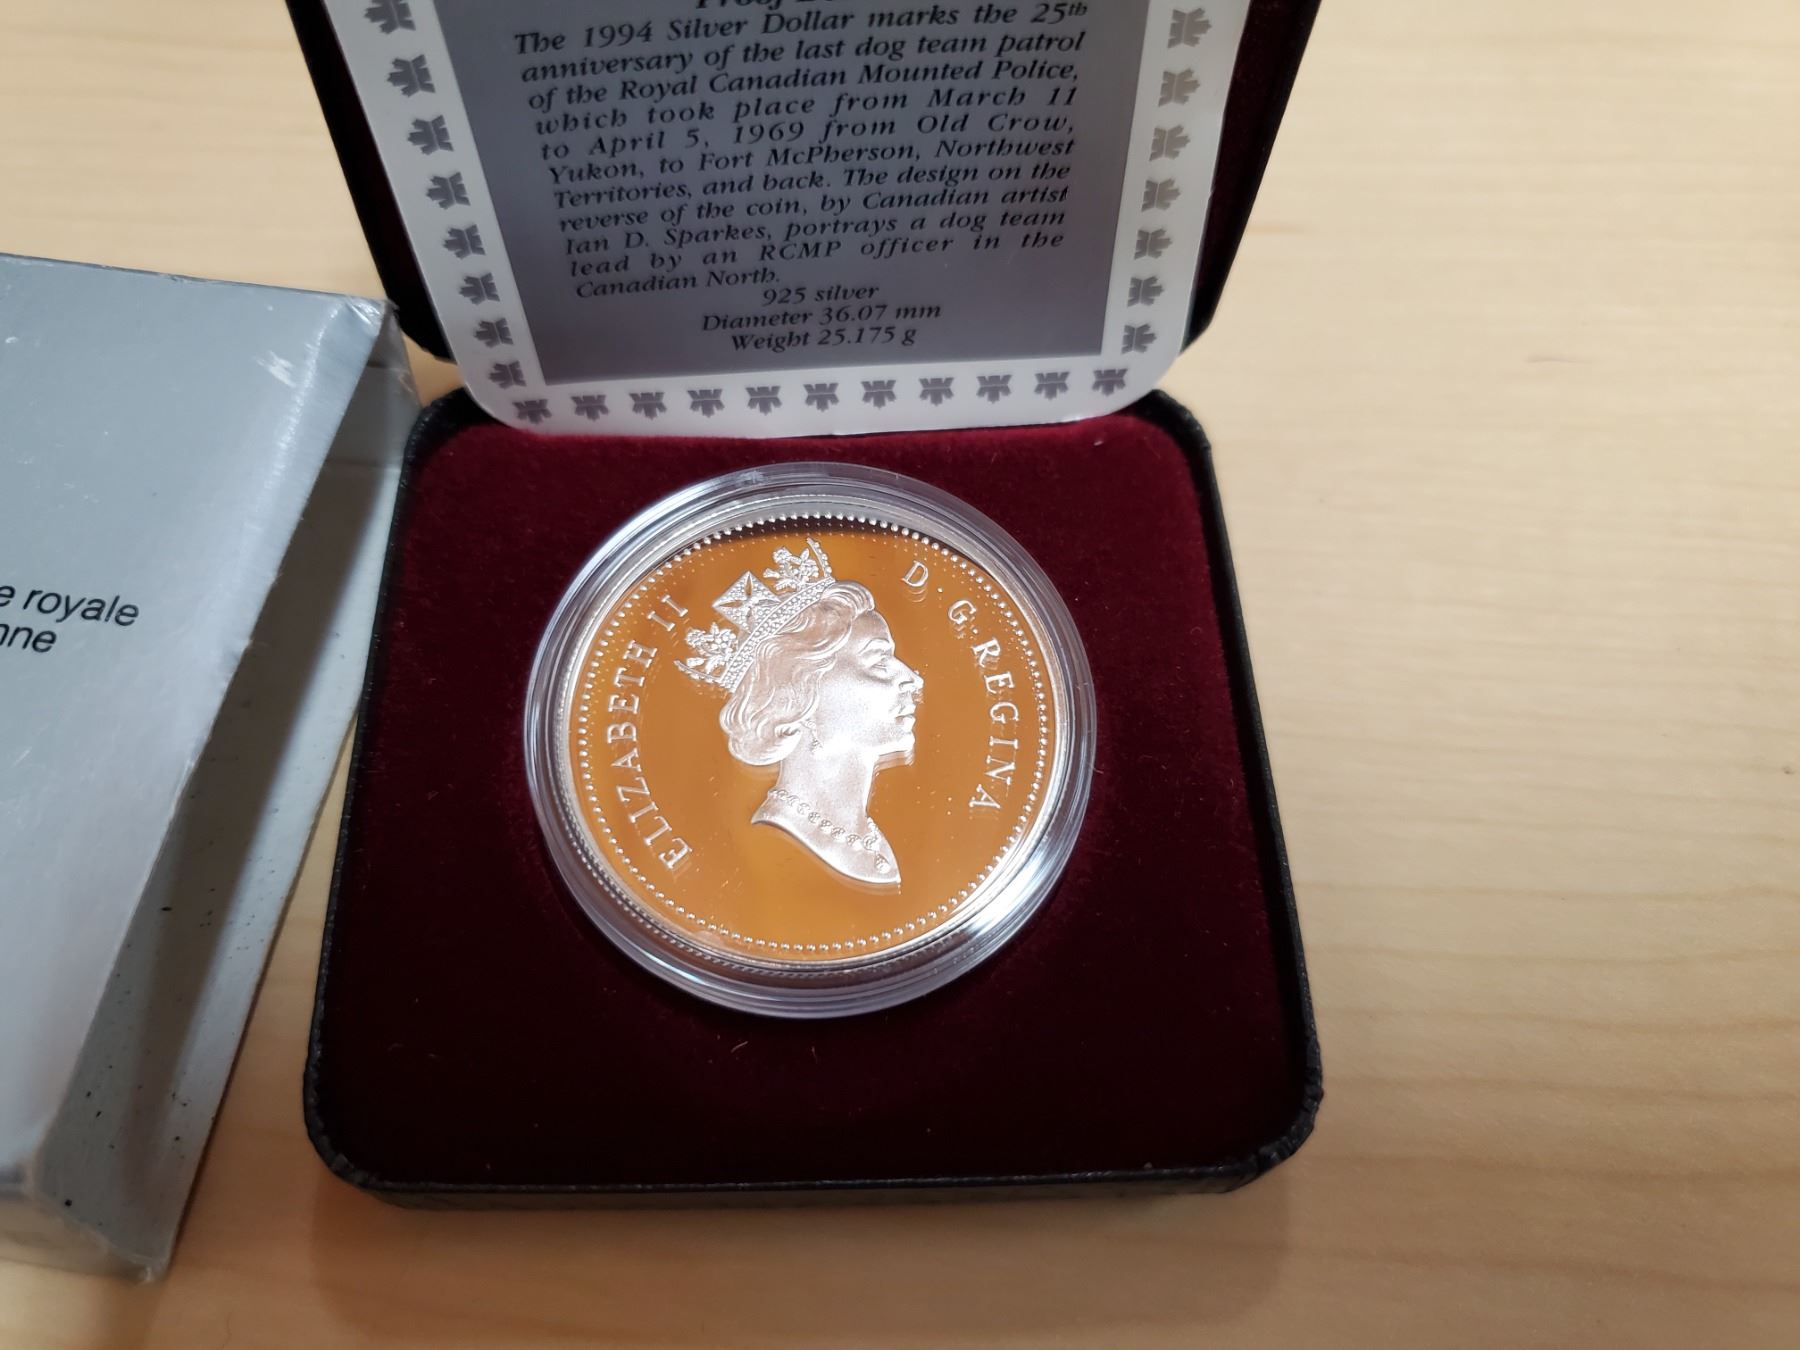 Proof
The 1994 Silver Dollar marks the 25th
anniversary of the last dog team patrol
of the Royal Canadian Mounted Police,
which took place from March 11
to April 5, 1969 from Old Crow,
Yukon, to Fort McPherson, Northwest
Territories, and back. The design on the
reverse of the coin, by Canadian artist
Ian D. Sparkes, portrays a dog team
lead by an RCMP officer in the
Canadian North.
925 silver
Diameter 36.07 mm
Weight 25.175 g
e royale
nne
ELIZABETH II D. G. REGINA